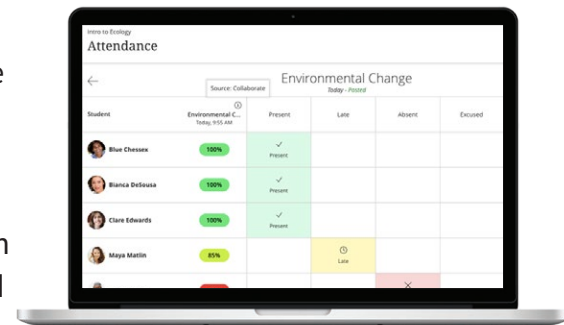 Intro to Ecology
Attendance
Environmental Change
Source: Collaborate
Today - Posted
Student
Environmental C...
Today, 9:55 AM
Present
Late
Absent
Excused
Blue Chessex
100%
Present
Bianca DeSousa
100%
Present
Clare Edwards
100%
Present
Maya Matlin
85%
Late